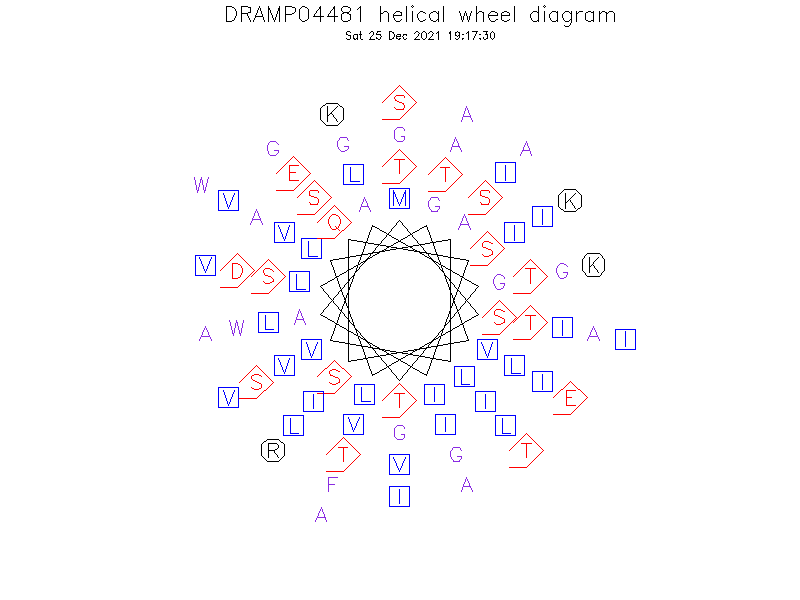 DRAMP04481 helical wheel diagram
Sat 25 Dec 2021 19:17:30
S
K A
G
G A
G A
T
E L T I
W
V S M S K
A G
A I
Q A
V I
L S
V K
D G
S T
L G
A S
L T
W I
A A
I
V V
V L
S L
S I
V L I E
I T I
L V I L
G
R T G T
V
F A
I
A